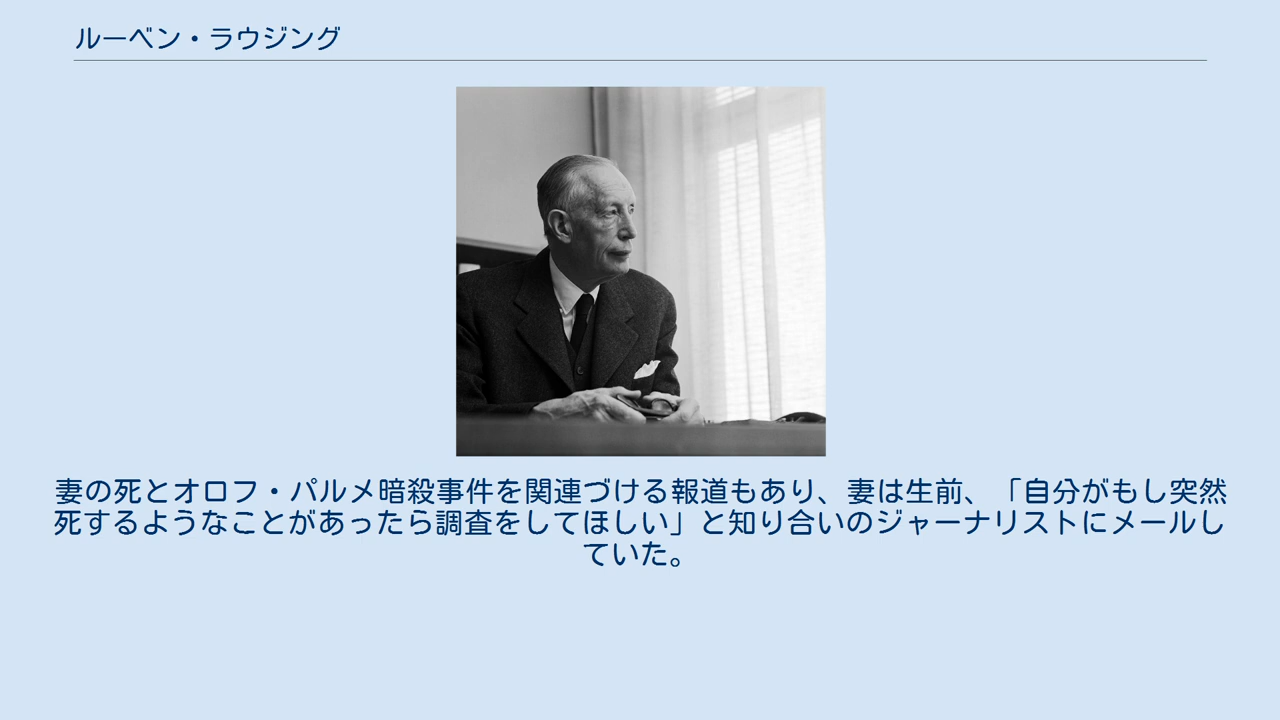 ルーベン・ラウジング
妻の死とオロフ・パルメ暗殺事件を関連づける報道もあり、妻は生前、「自分がもし突然
死するようなことがあったら調査をしてほしい」と知り合いのジャーナリストにメールし
ていた。